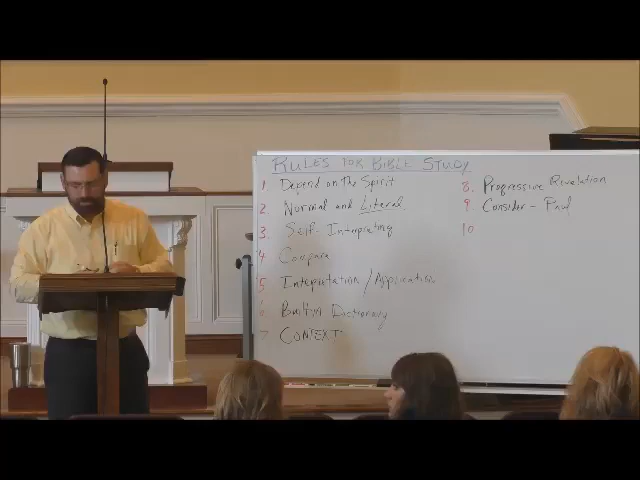 RULES FOR BIBLE STUDY
1. Depend on the Spirit
2 Normal and Literal
3 Self-Interpreting
4 Compare
5 Interpretation / Application
6 Built in Dictionary
7 CONTEXT
8. Progressive Revelation
9 Consider - Paul
10